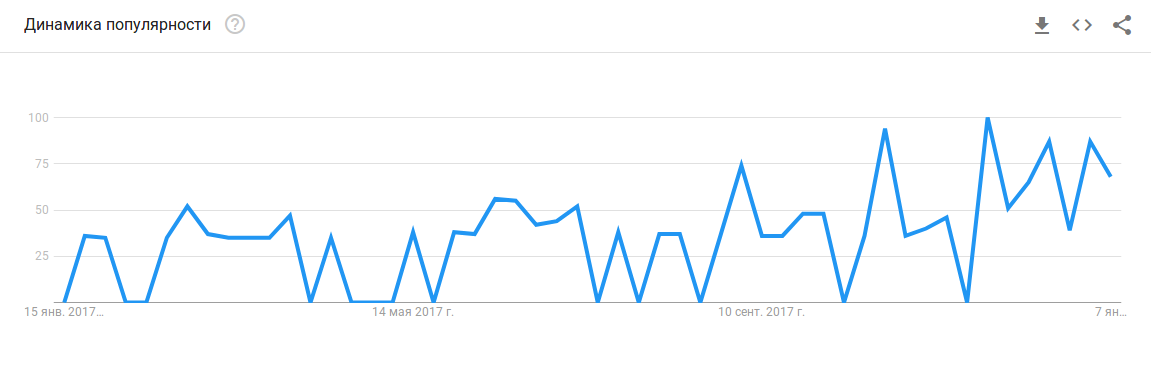 Динамика популярности ?
100
75
50
25
15 янв. 2017…
14 мая 2017 г.
10 сент. 2017 г.
7 ян…